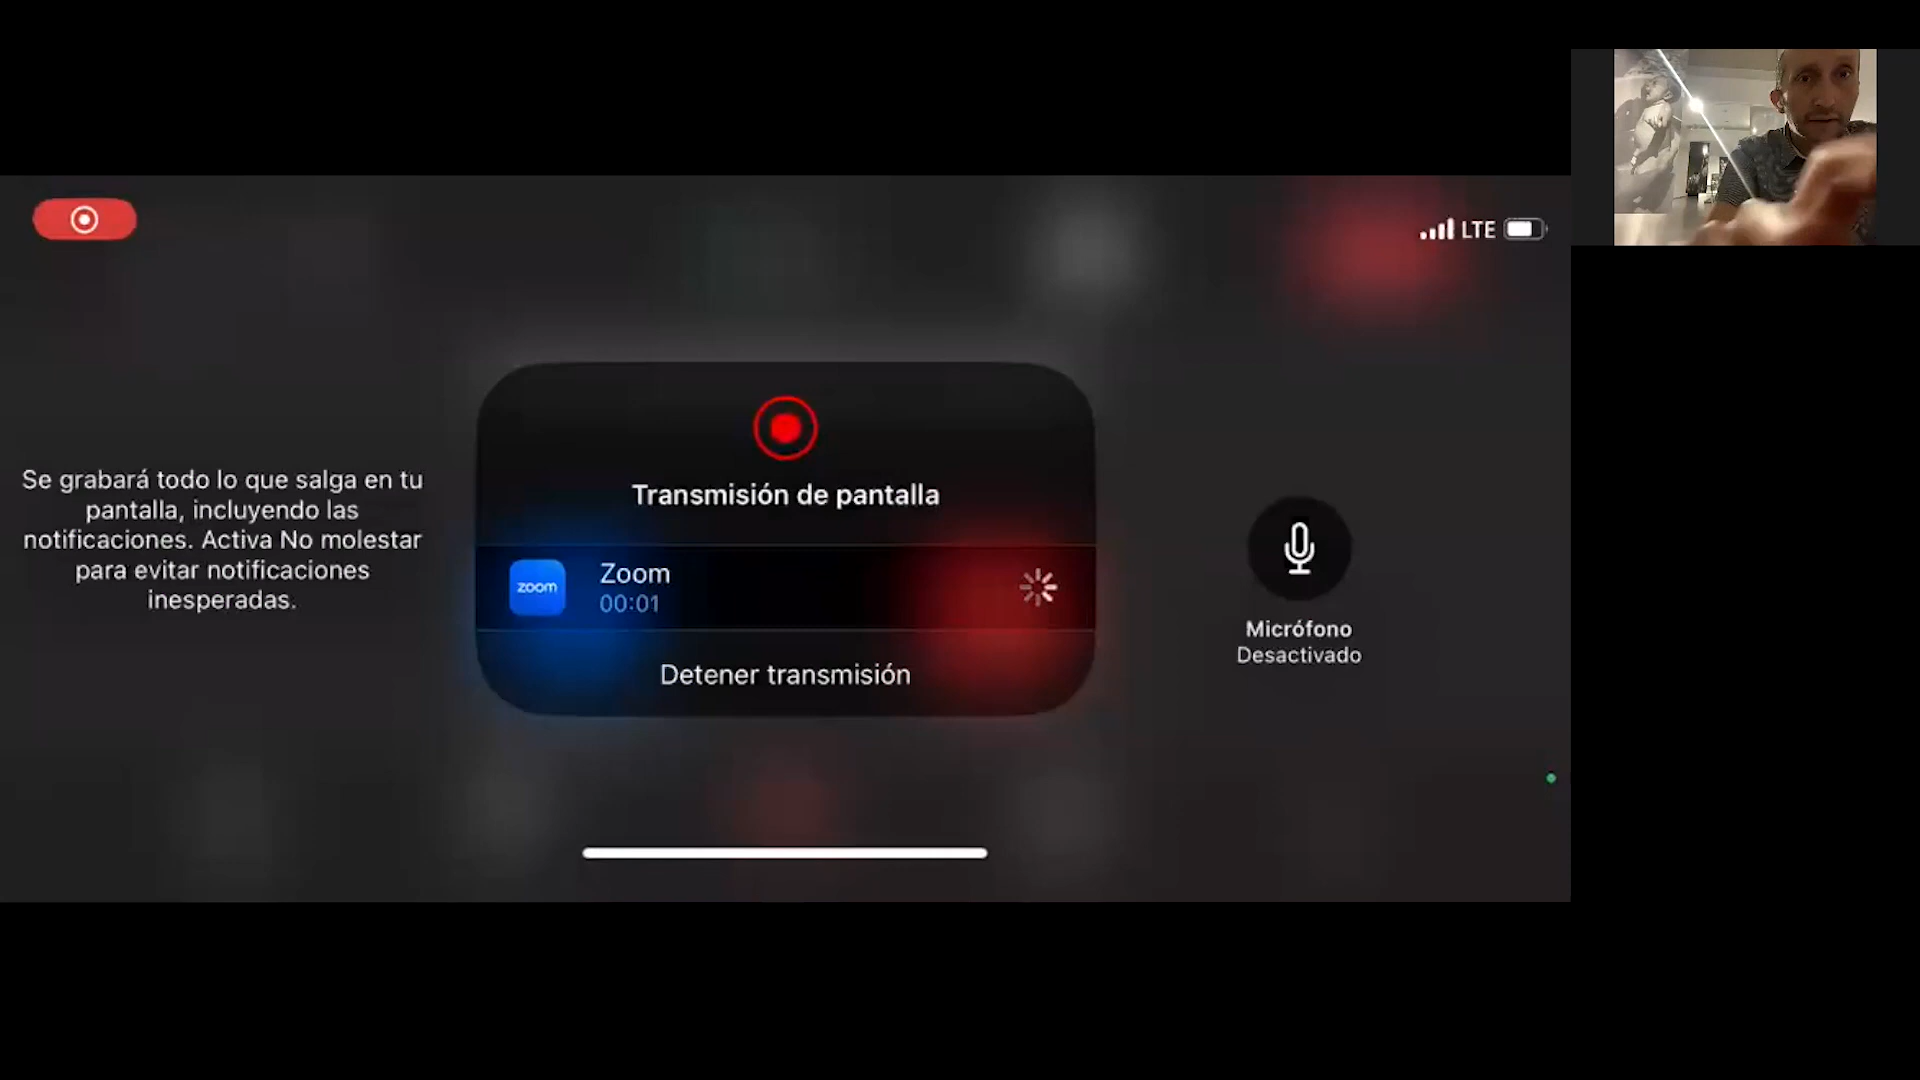 LTE
Se grabará todo lo que salga en tu
pantalla, incluyendo las
notificaciones. Activa No molestar
para evitar notificaciones
inesperadas.
Transmisión de pantalla
zoom
Zoom
00:01
Detener transmisión
Micrófono
Desactivado